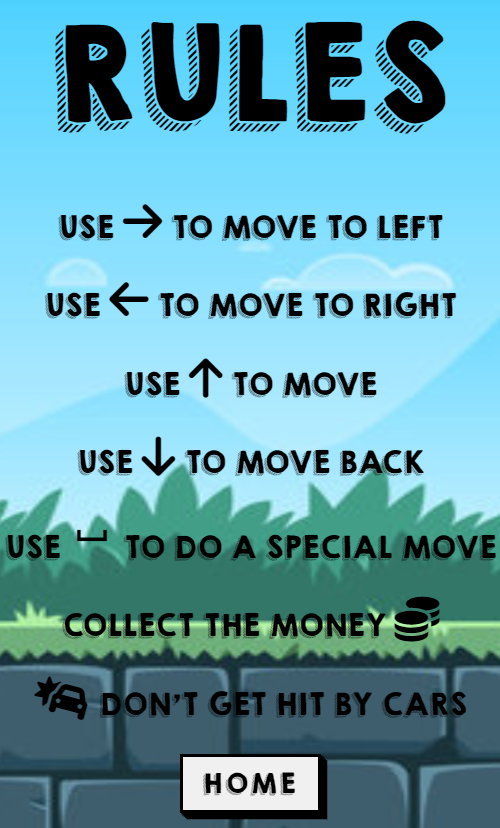 RULES
USE → TO MOVE TO LEFT
USE ← TO MOVE TO RIGHT
USE ↑ TO MOVE
USE ↓ TO MOVE BACK
USE ⎵ TO DO A SPECIAL MOVE
COLLECT THE MONEY
DON'T GET HIT BY CARS
HOME